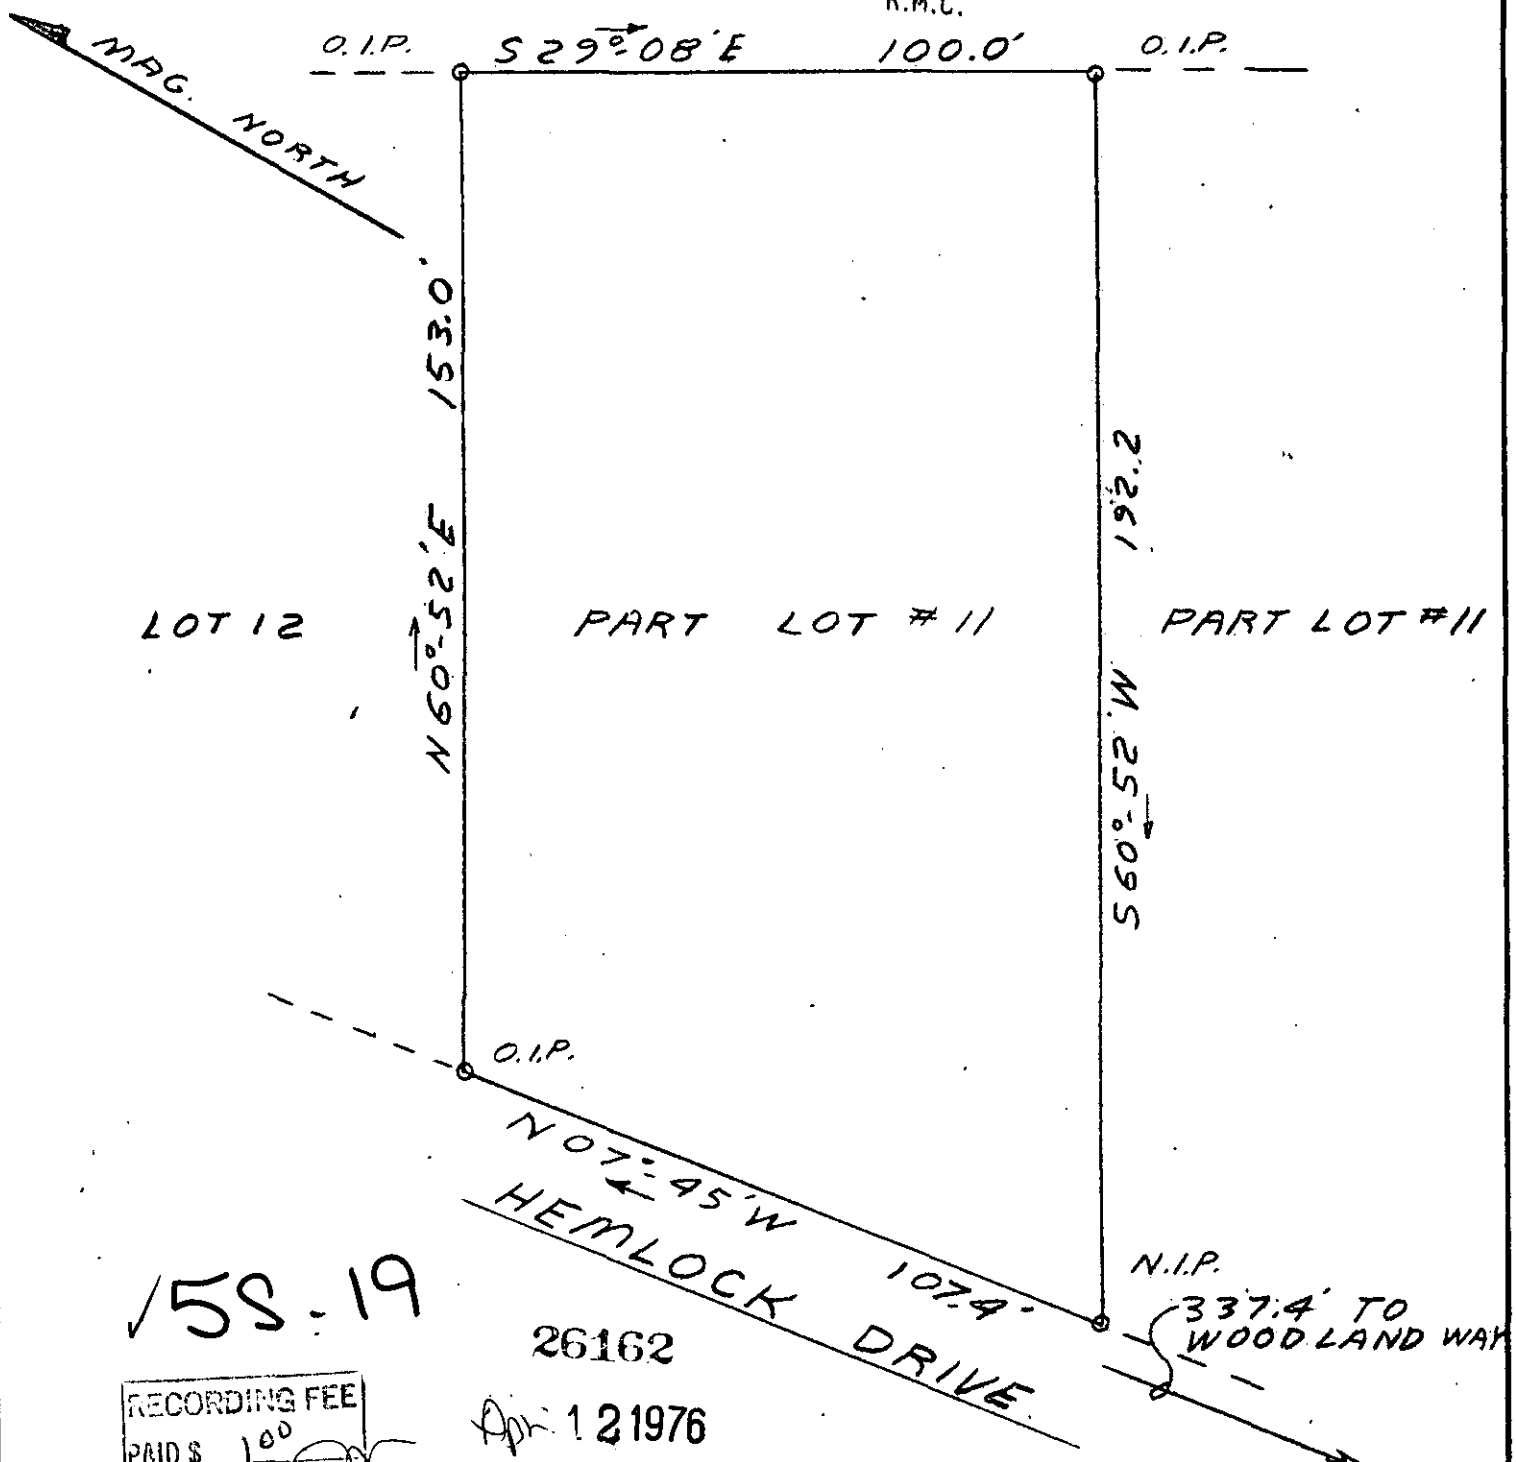 R.M.C.
MAG. NORTH
O.I.P.
S 29°-08'E 100.0'
O.I.P.
N 60°-52'E 153.0'
192.2
S 60°-52'W
LOT 12
PART LOT #11
PART LOT #11
O.I.P.
N 07°-45'W 107.4'
HEMLOCK DRIVE
N.I.P.
337.4' TO
WOODLAND WAY
✓5S-19
26162
Apr. 12 1976
RECORDING FEE
PAID $ 1.00